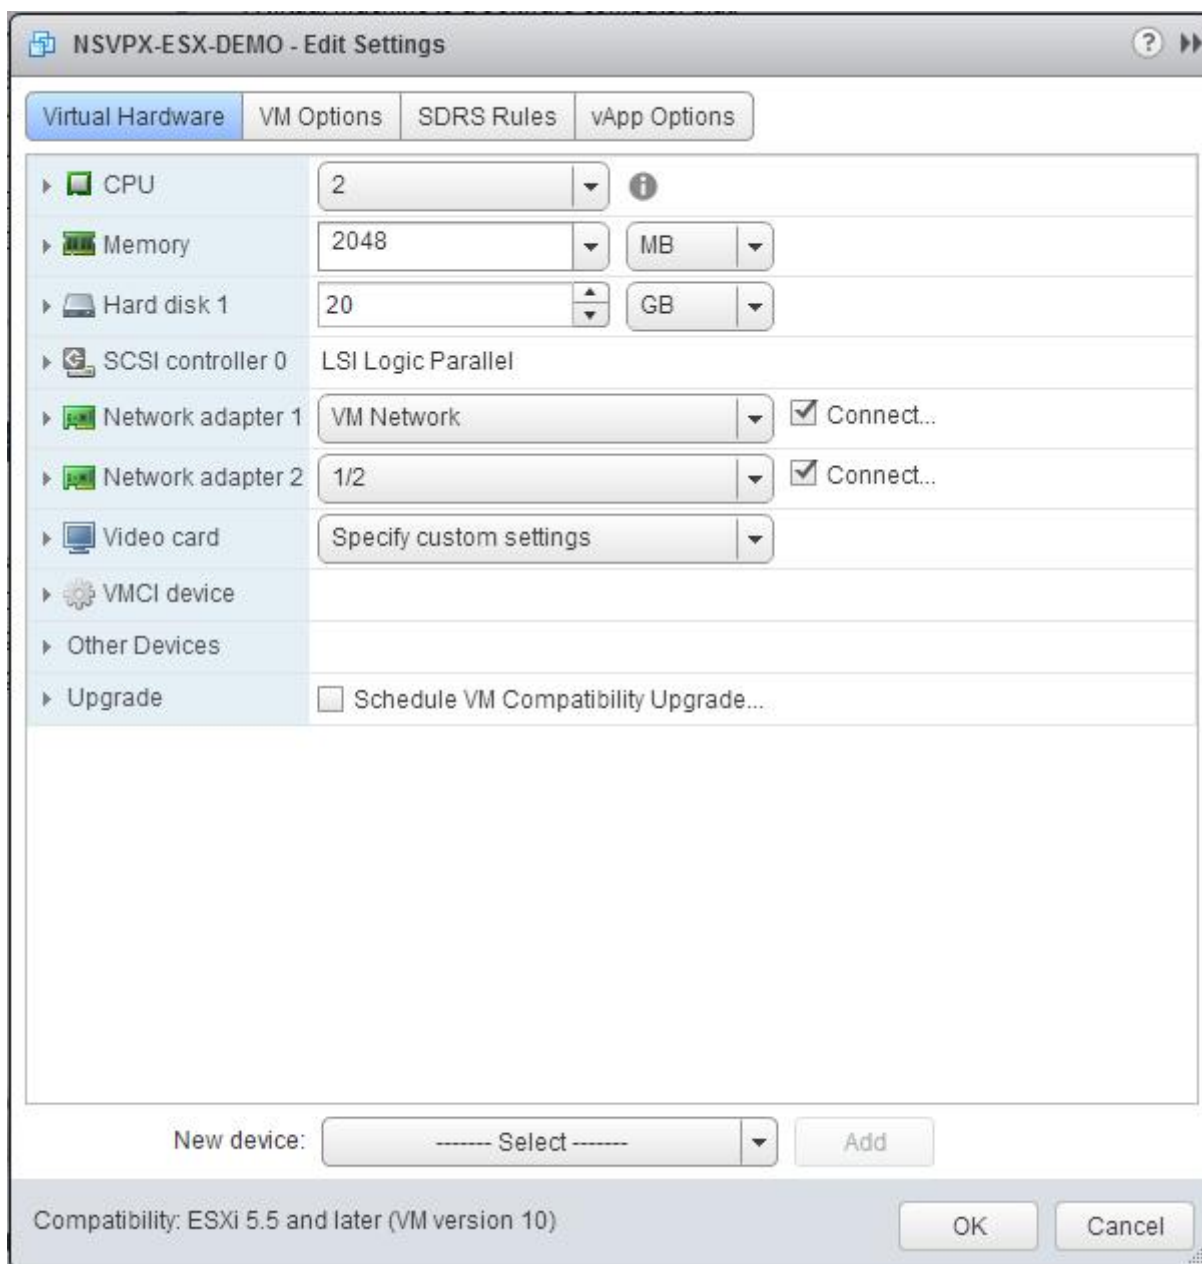 NSVPX-ESX-DEMO - Edit Settings
Virtual Hardware VM Options SDRS Rules vApp Options
CPU 2
Memory 2048 MB
Hard disk 1 20 GB
SCSI controller 0 LSI Logic Parallel
Network adapter 1 VM Network Connect...
Network adapter 2 1/2 Connect...
Video card Specify custom settings
VMCI device
Other Devices
Upgrade Schedule VM Compatibility Upgrade...
New device: ------- Select ------- Add
Compatibility: ESXi 5.5 and later (VM version 10) OK Cancel